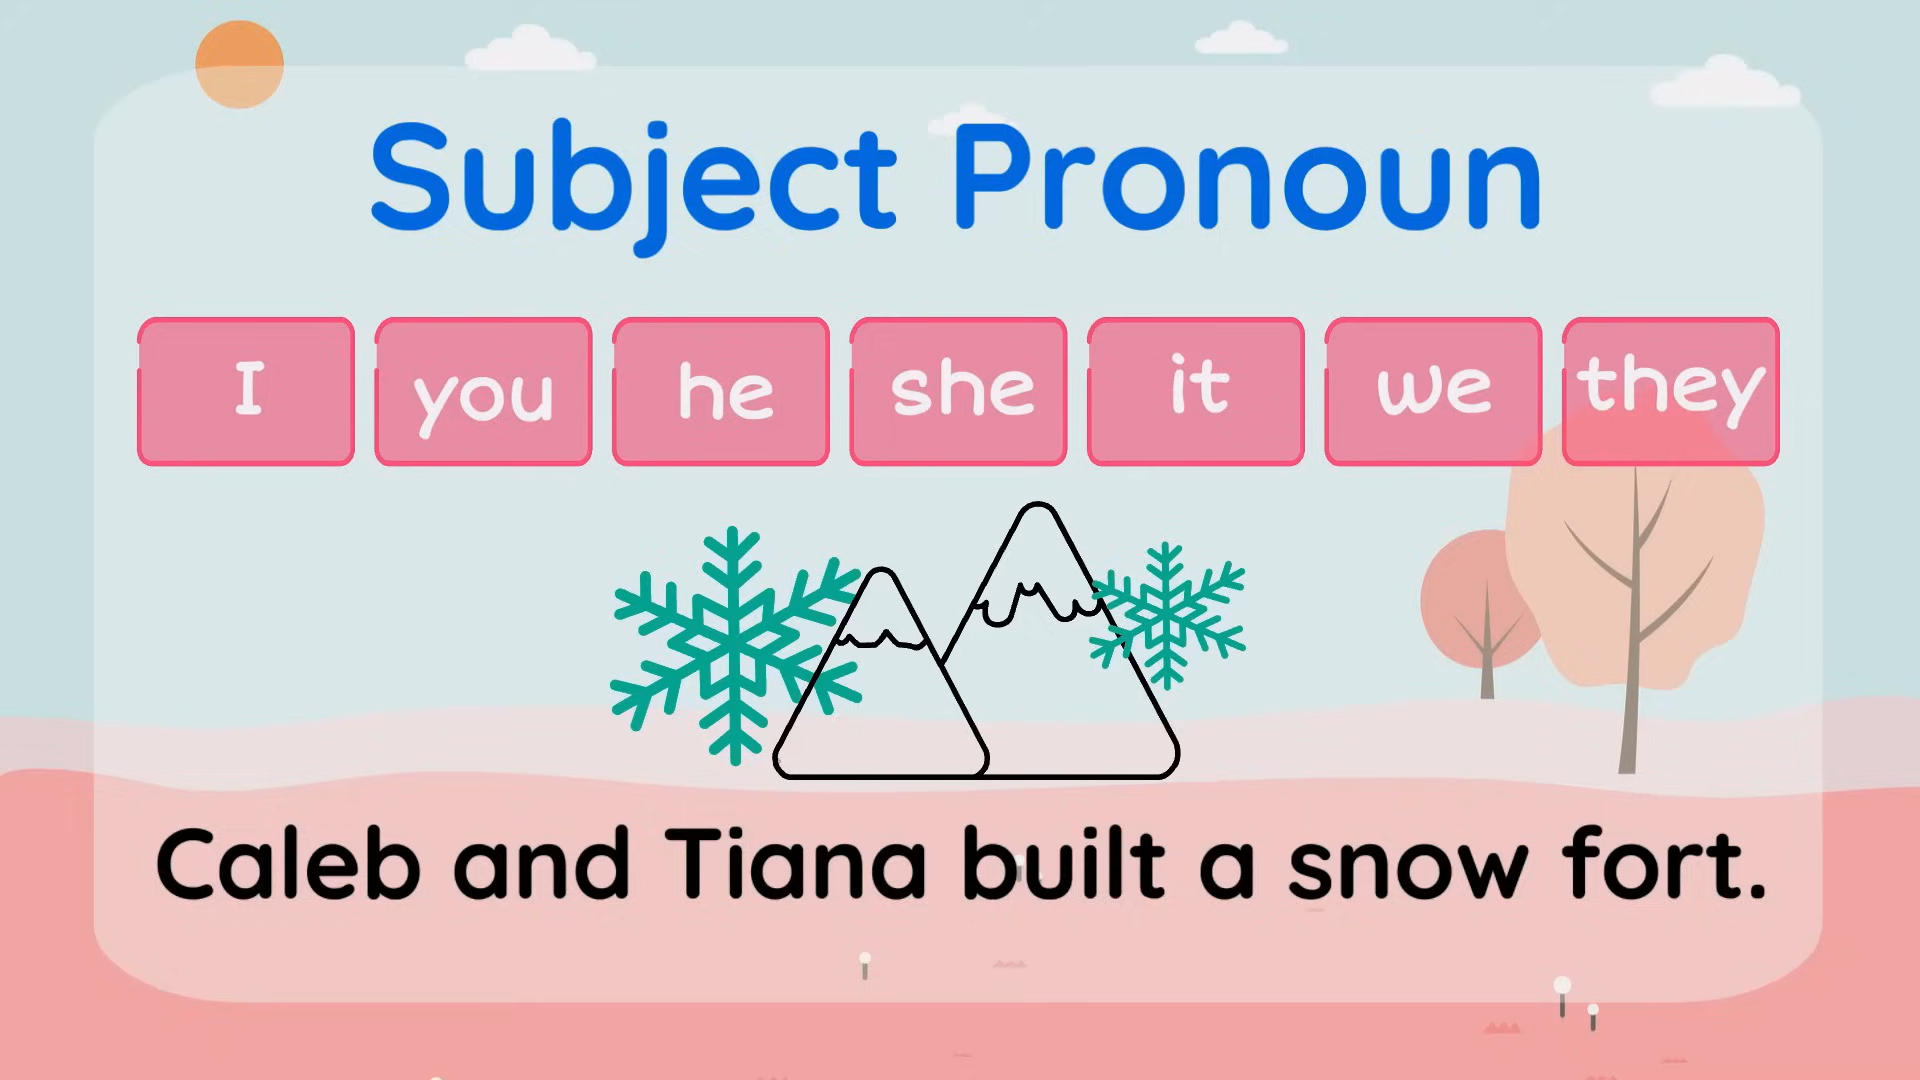 Subject Pronoun
I you he she it we they
Caleb and Tiana built a snow fort.